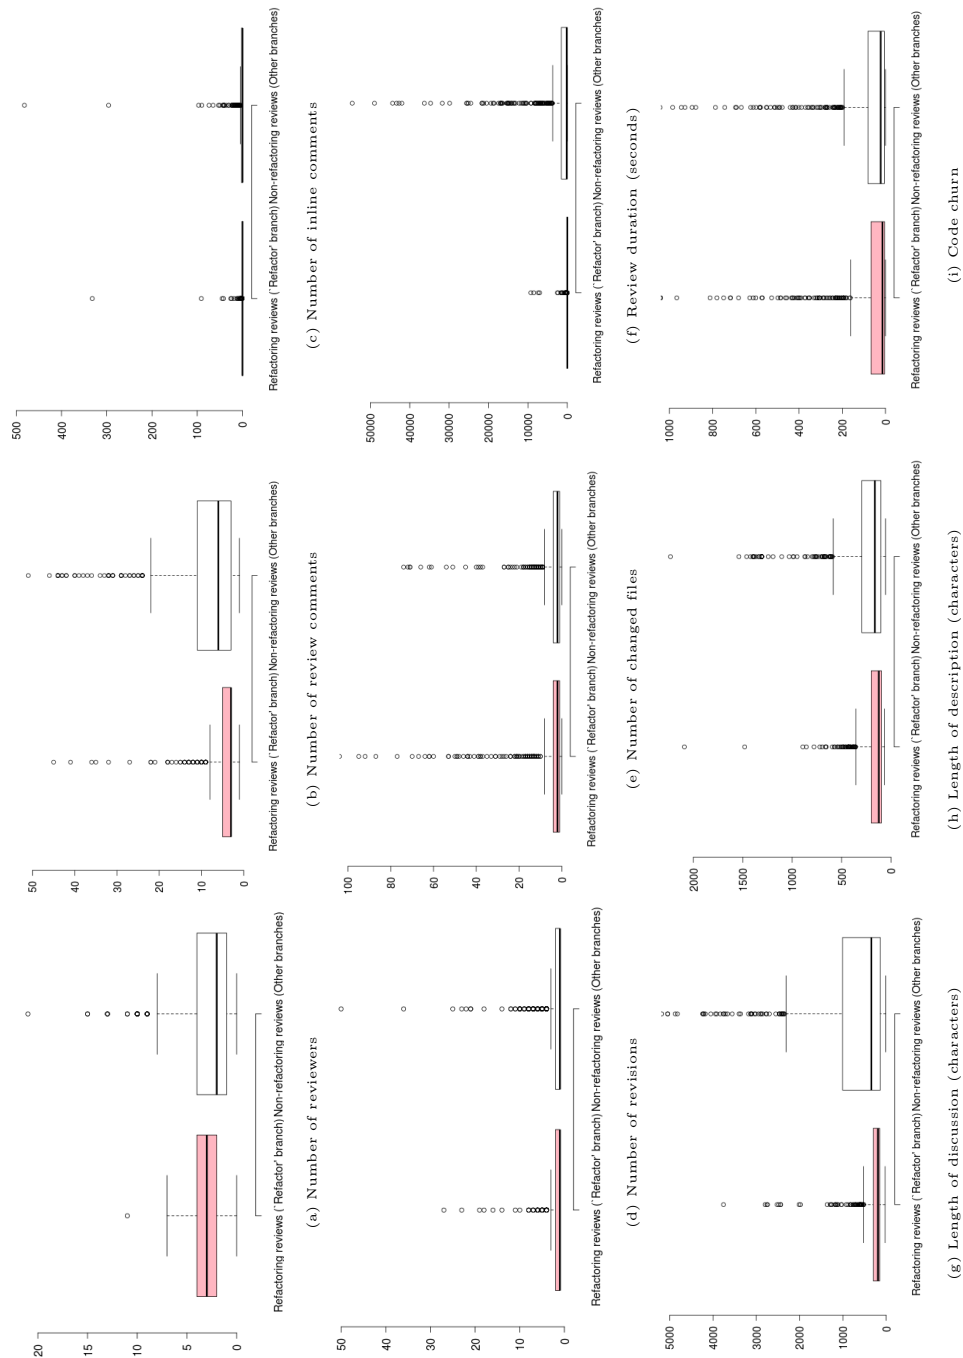 20
15
10
5
0
Refactoring reviews (`Refactor' branch) Non-refactoring reviews (Other branches)
(a) Number of reviewers
50
40
30
20
10
0
Refactoring reviews (`Refactor' branch) Non-refactoring reviews (Other branches)
(b) Number of review comments
500
400
300
200
100
0
Refactoring reviews (`Refactor' branch) Non-refactoring reviews (Other branches)
(c) Number of inline comments
50
40
30
20
10
0
Refactoring reviews (`Refactor' branch) Non-refactoring reviews (Other branches)
(d) Number of revisions
100
80
60
40
20
0
Refactoring reviews (`Refactor' branch) Non-refactoring reviews (Other branches)
(e) Number of changed files
50000
40000
30000
20000
10000
0
Refactoring reviews (`Refactor' branch) Non-refactoring reviews (Other branches)
(f) Review duration (seconds)
5000
4000
3000
2000
1000
0
Refactoring reviews (`Refactor' branch) Non-refactoring reviews (Other branches)
(g) Length of discussion (characters)
2000
1500
1000
500
0
Refactoring reviews (`Refactor' branch) Non-refactoring reviews (Other branches)
(h) Length of description (characters)
1000
800
600
400
200
0
Refactoring reviews (`Refactor' branch) Non-refactoring reviews (Other branches)
(i) Code churn